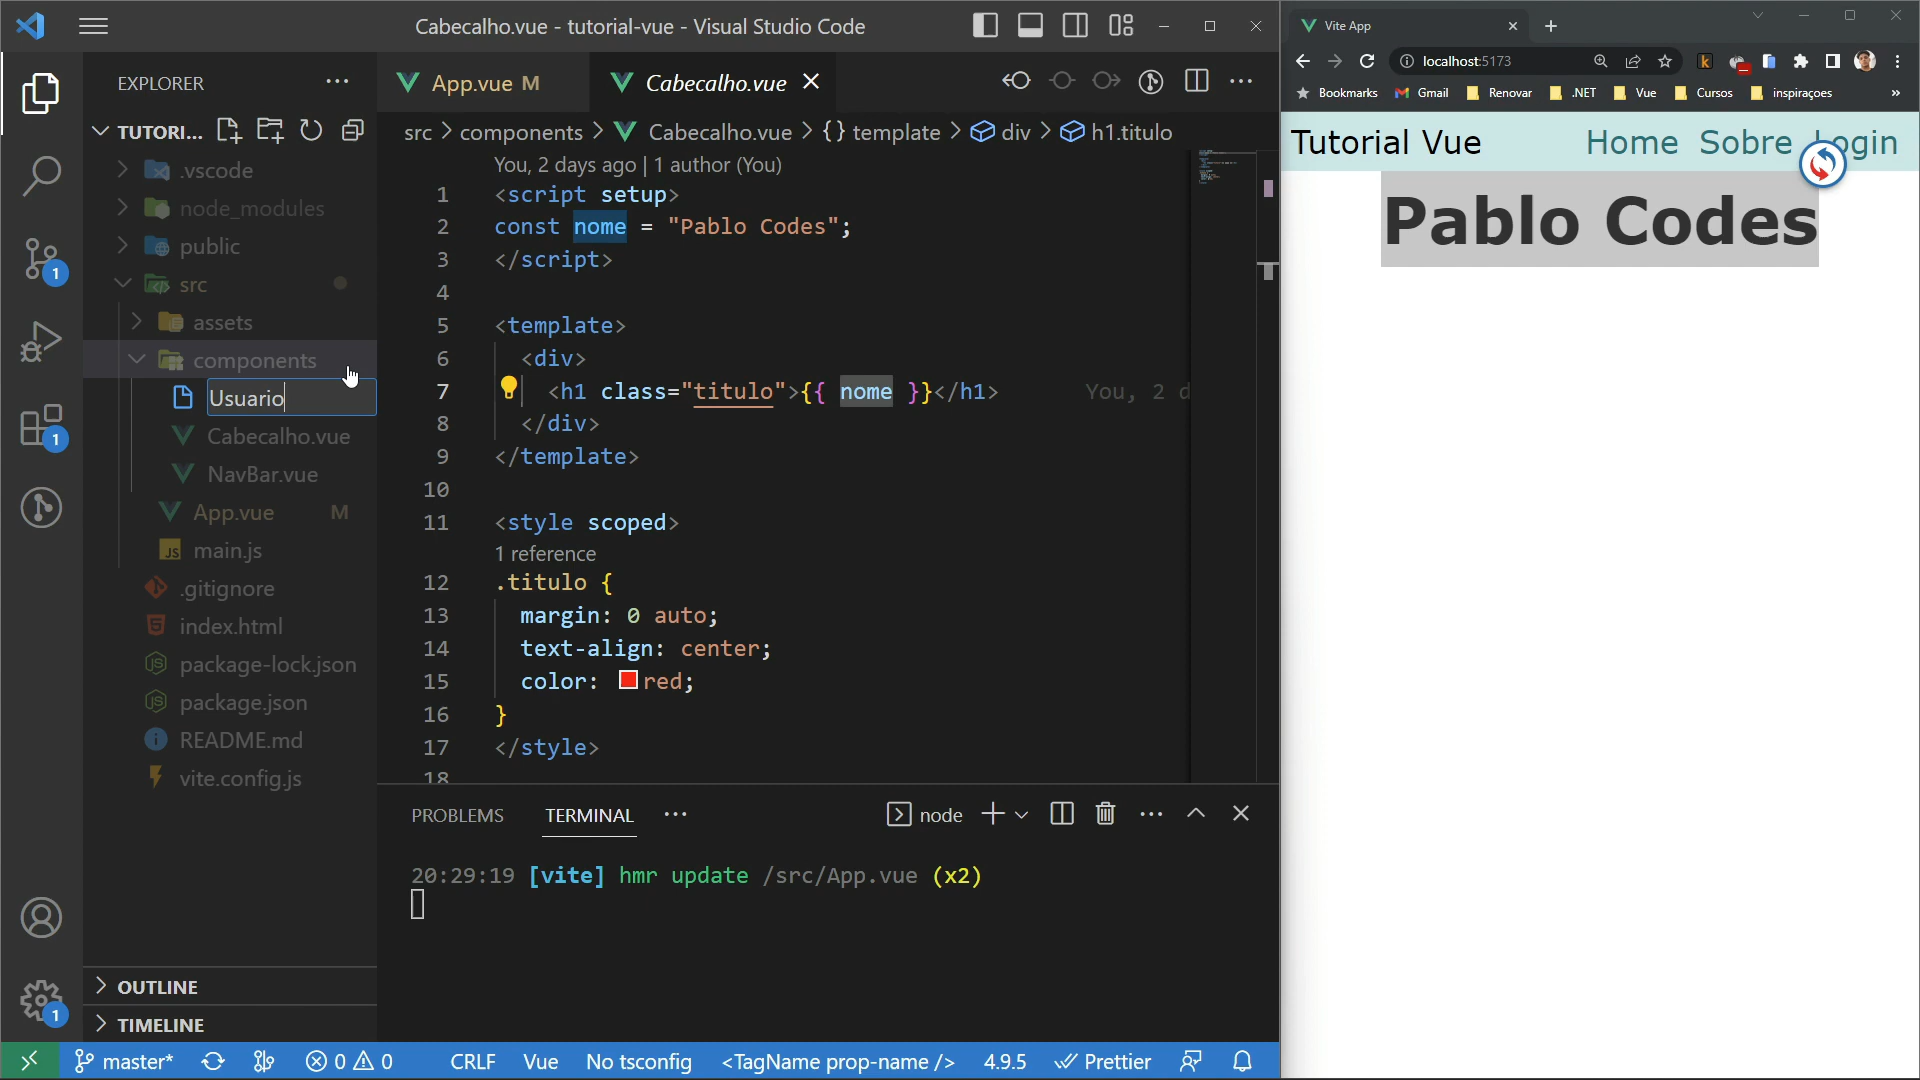 Cabecalho.vue - tutorial-vue - Visual Studio Code
EXPLORER
TUTORI...
.vscode
node_modules
public
src
assets
components
Usuario
Cabecalho.vue
NavBar.vue
App.vue M
main.js
.gitignore
index.html
package-lock.json
package.json
README.md
vite.config.js
OUTLINE
TIMELINE
1
1
1
App.vue M
Cabecalho.vue
src > components > Cabecalho.vue > {} template > div > h1.titulo
You, 2 days ago | 1 author (You)
1 <script setup>
2 const nome = "Pablo Codes";
3 </script>
4
5 <template>
6 <div>
7 <h1 class="titulo">{{ nome }}</h1> You, 2 d
8 </div>
9 </template>
10
11 <style scoped>
1 reference
12 .titulo {
13 margin: 0 auto;
14 text-align: center;
15 color: red;
16 }
17 </style>
18
PROBLEMS TERMINAL node
20:29:19 [vite] hmr update /src/App.vue (x2)
master* 0 0 CRLF Vue No tsconfig <TagName prop-name /> 4.9.5 Prettier
Vite App
localhost:5173
Bookmarks Gmail Renovar .NET Vue Cursos inspiraçoes »
Tutorial Vue Home Sobre Login
Pablo Codes